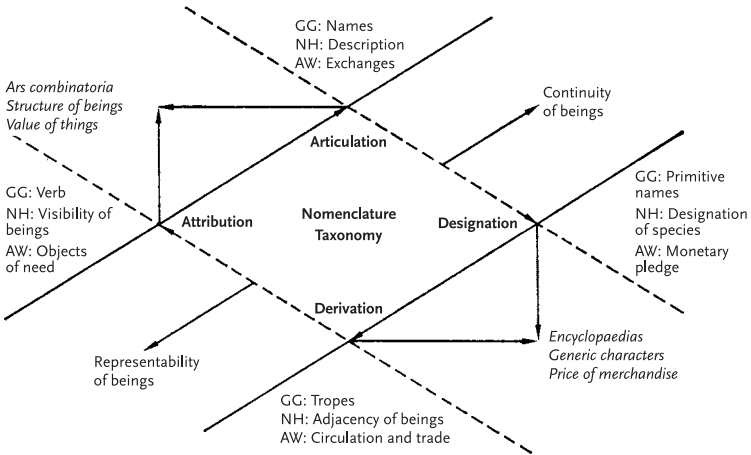 GG: Names
NH: Description
AW: Exchanges
Ars combinatoria
Structure of beings
Value of things
Continuity
of beings
Articulation
GG: Primitive
names
NH: Designation
of species
AW: Monetary
pledge
GG: Verb
NH: Visibility of
beings
AW: Objects
of need
Attribution
Nomenclature
Taxonomy
Designation
Derivation
Representability
of beings
Encyclopaedias
Generic characters
Price of merchandise
GG: Tropes
NH: Adjacency of beings
AW: Circulation and trade